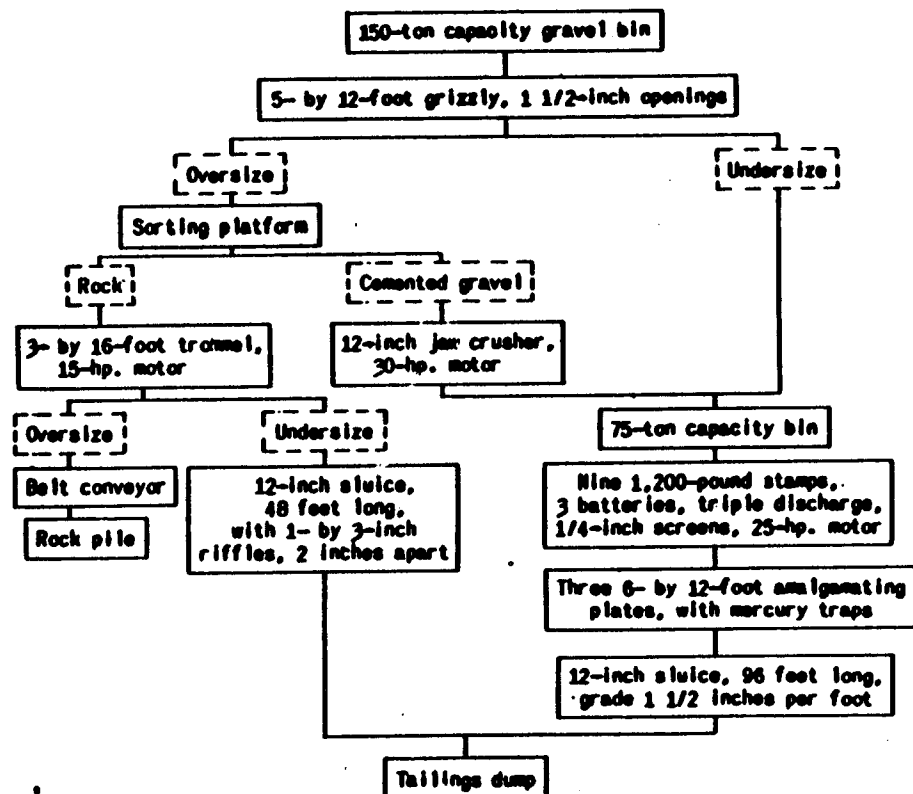 150-ton capacity gravel bin
5- by 12-foot grizzly, 1 1/2-inch openings
Oversize
Undersize
Sorting platform
Rock
Cemented gravel
3- by 16-foot trommel,
15-hp. motor
12-inch jaw crusher,
30-hp. motor
Oversize
Undersize
75-ton capacity bin
Belt conveyor
Rock pile
12-inch sluice,
48 feet long,
with 1- by 3-inch
riffles, 2 inches apart
Nine 1,200-pound stamps,
3 batteries, triple discharge,
1/4-inch screens, 25-hp. motor
Three 6- by 12-foot amalgamating
plates, with mercury traps
12-inch sluice, 96 feet long,
grade 1 1/2 inches per foot
Tailings dump